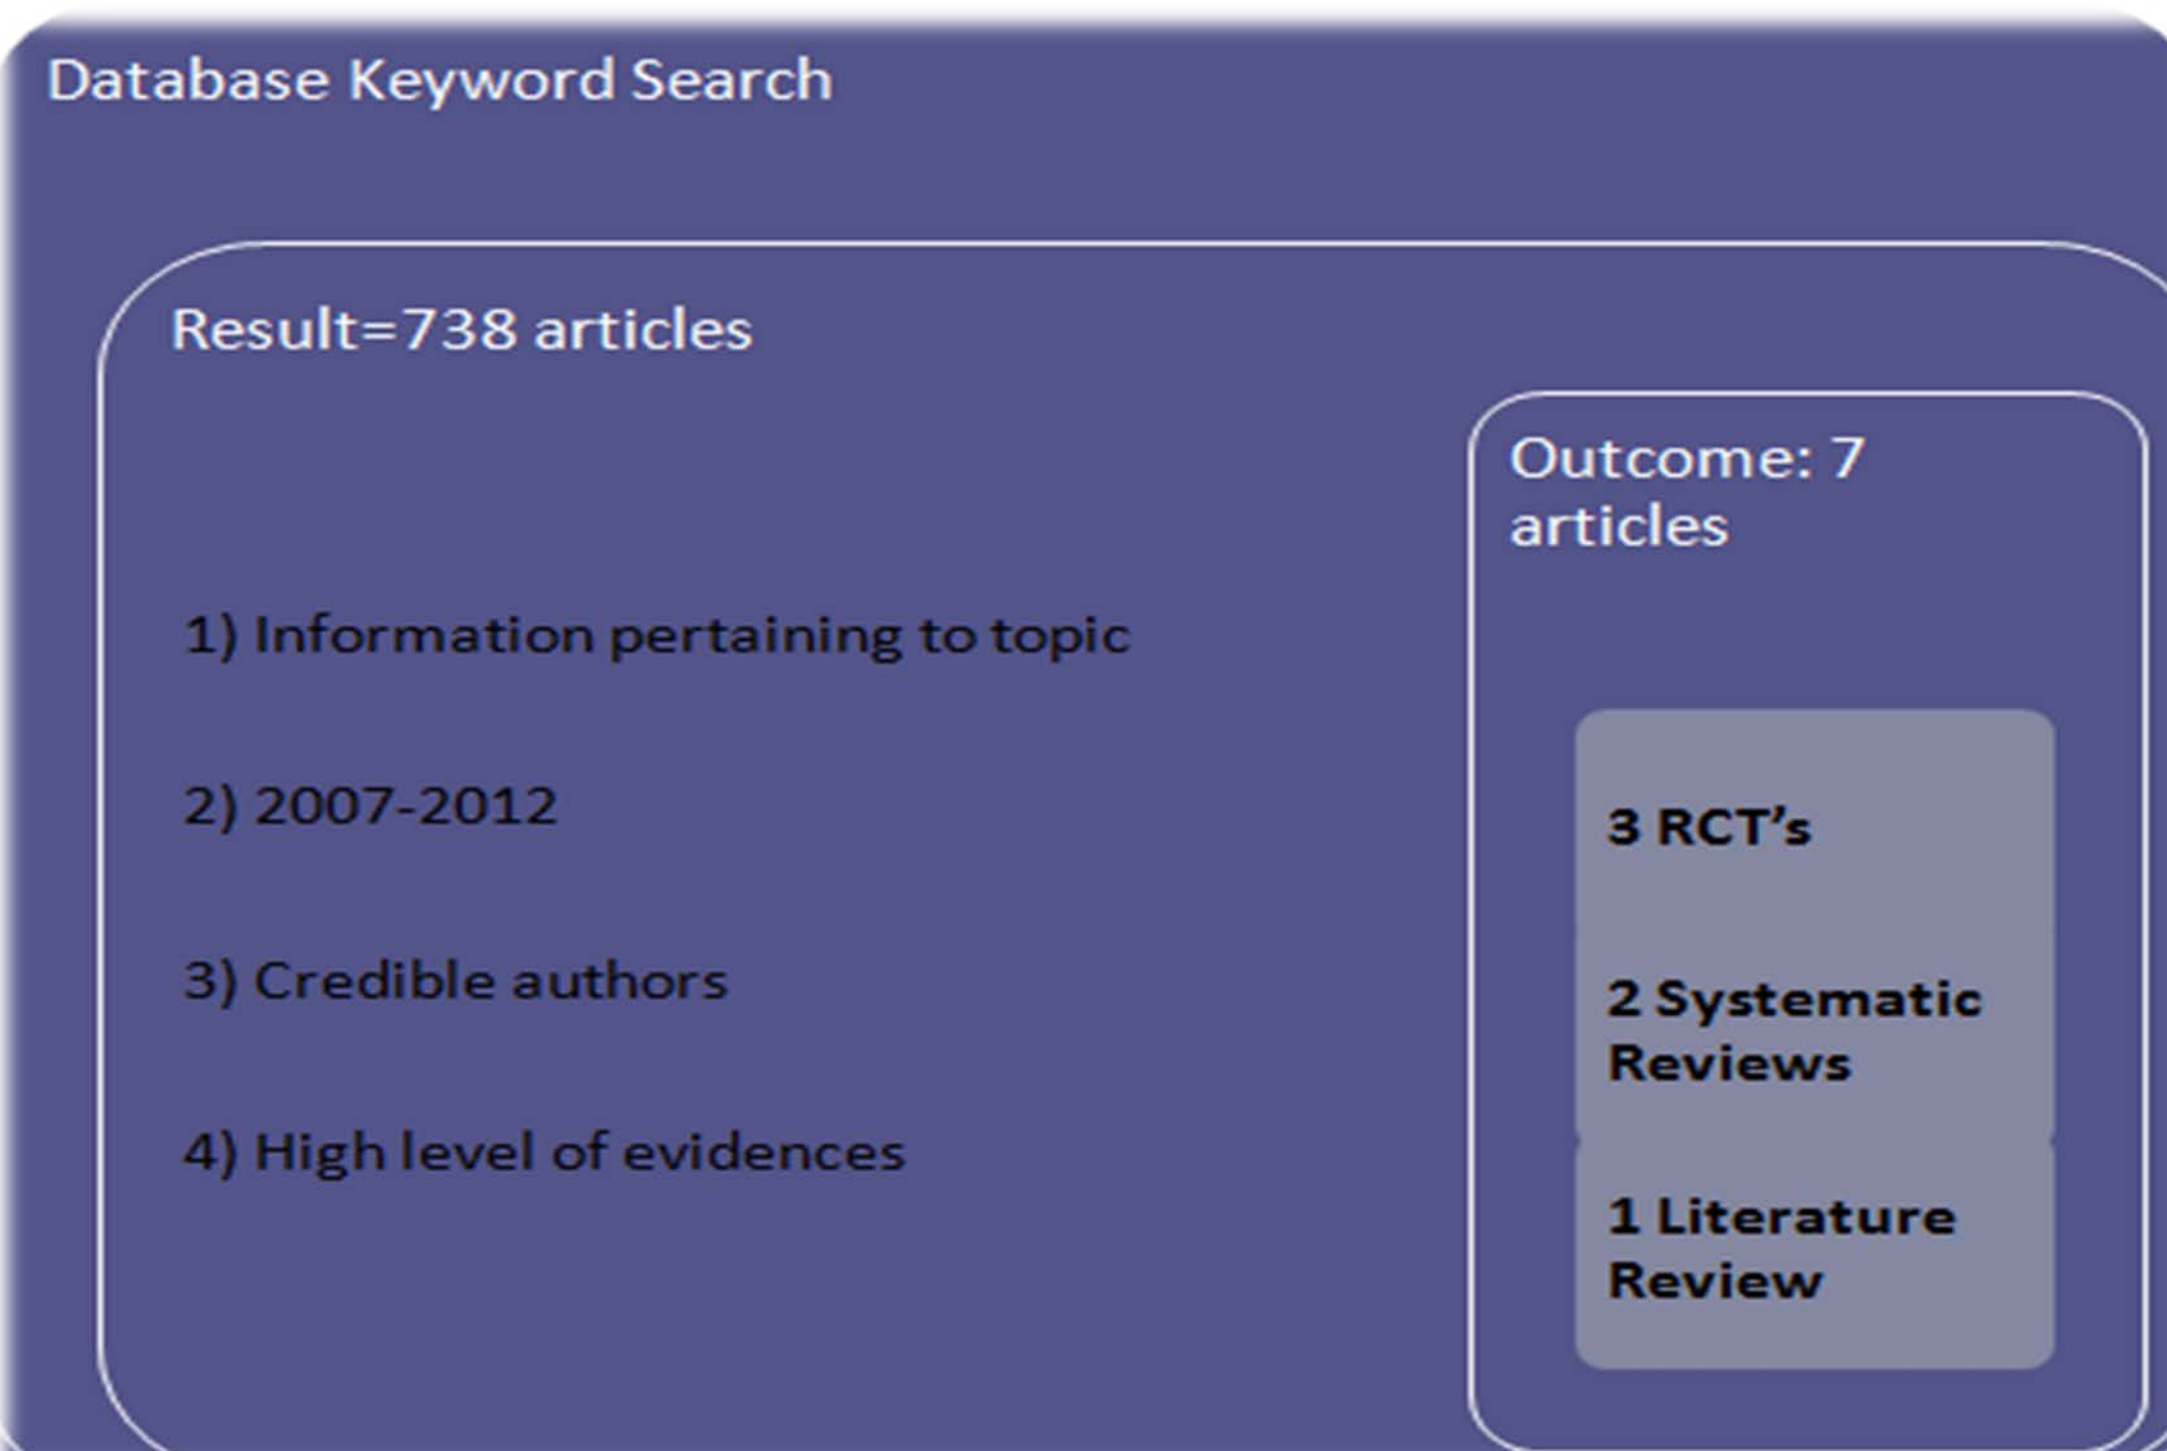 Database Keyword Search
Result=738 articles
1) Information pertaining to topic
2) 2007-2012
3) Credible authors
4) High level of evidences
Outcome: 7
articles
3 RCT’s
2 Systematic
Reviews
1 Literature
Review